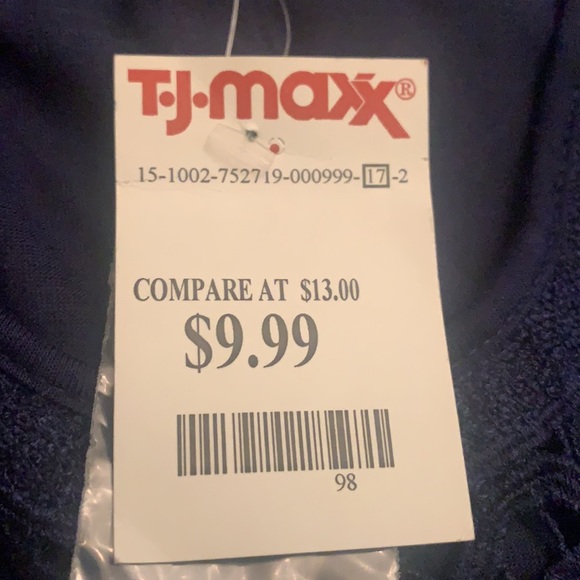 T.J.maxx®
15-1002-752719-000999-17-2
COMPARE AT $13.00
$9.99
98